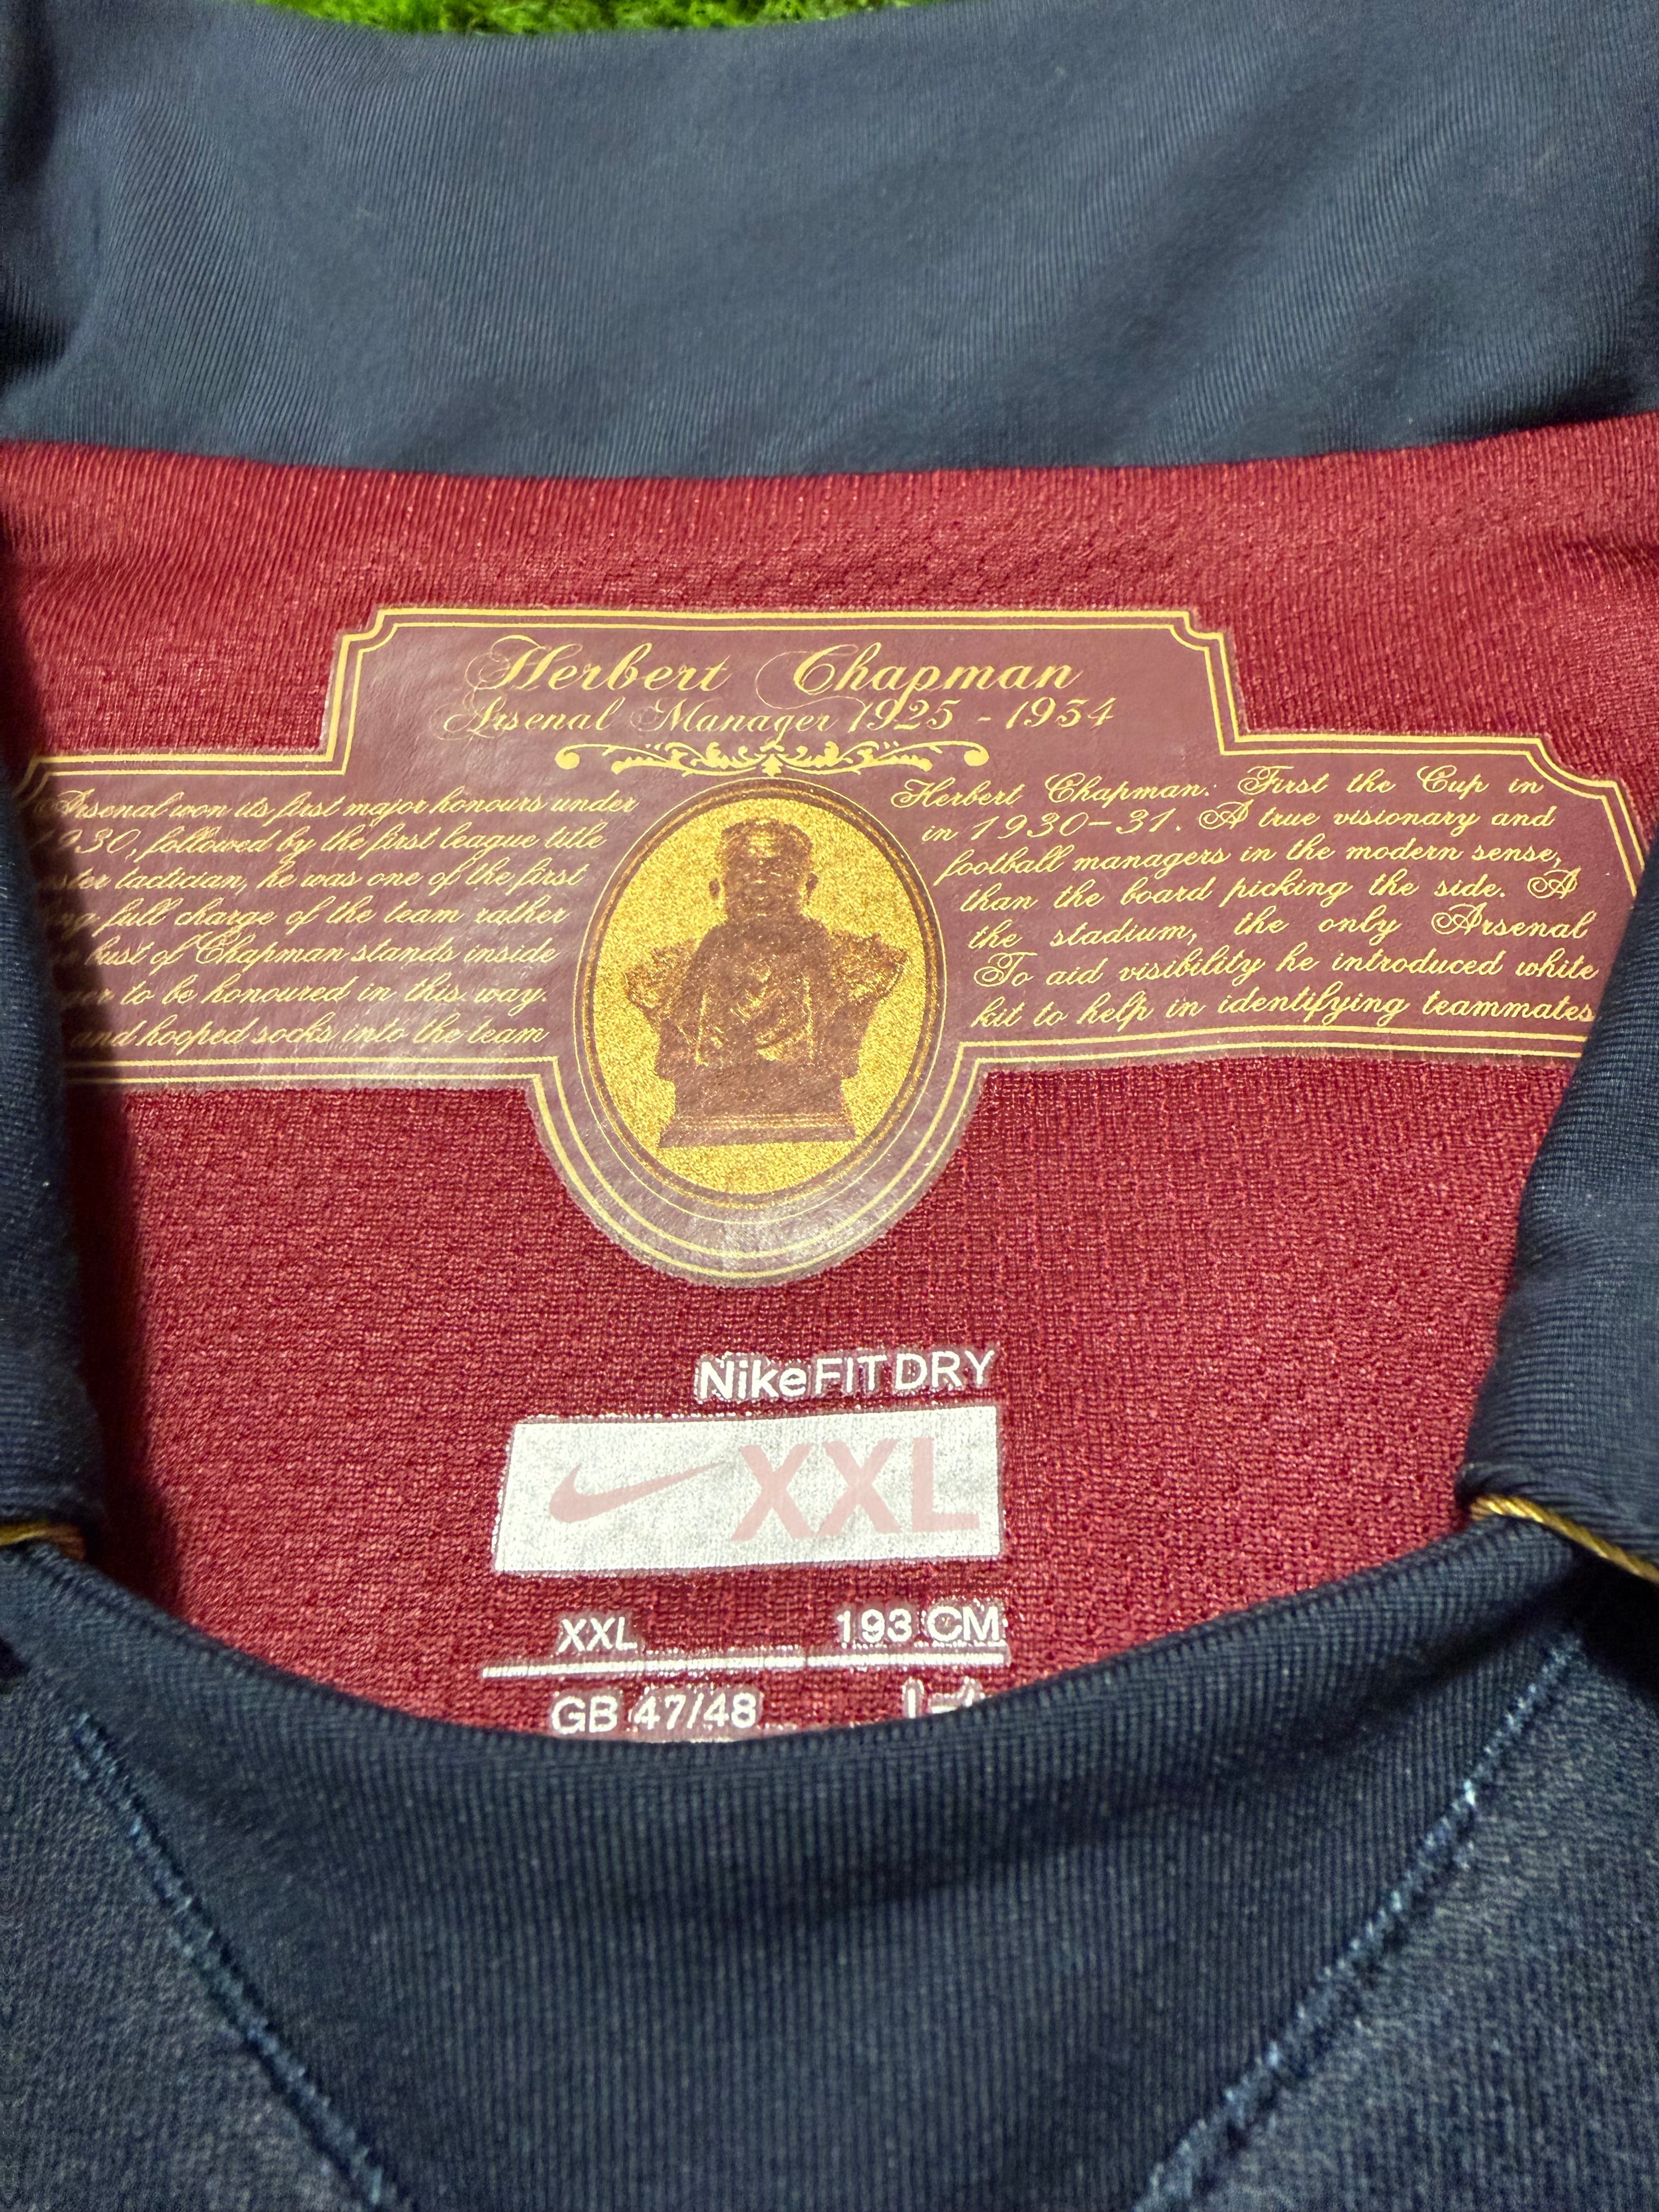 Herbert Chapman
Arsenal Manager 1925 - 1934
Arsenal won its first major honours under Herbert Chapman: First the Cup in
1930, followed by the first league title in 1930-31. A true visionary and
tactician, he was one of the first football managers in the modern sense,
full charge of the team rather than the board picking the side. A
bust of Chapman stands inside the stadium, the only Arsenal
to be honoured in this way. To aid visibility he introduced white
and hooped socks into the team kit to help in identifying teammates
NikeFITDRY
XXL
XXL 193 CM
GB 47/48